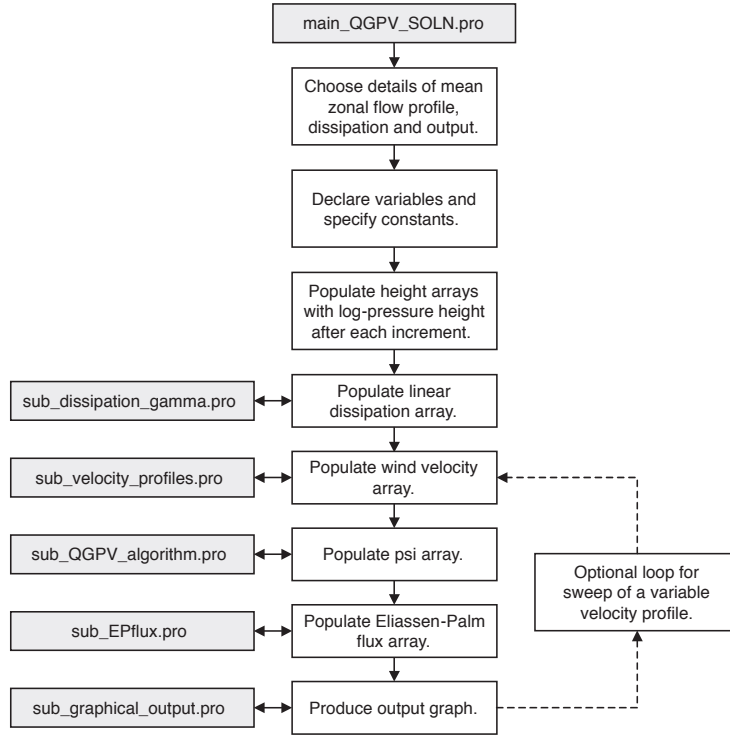 main_QGPV_SOLN.pro
Choose details of mean
zonal flow profile,
dissipation and output.
Declare variables and
specify constants.
Populate height arrays
with log-pressure height
after each increment.
sub_dissipation_gamma.pro
Populate linear
dissipation array.
sub_velocity_profiles.pro
Populate wind velocity
array.
sub_QGPV_algorithm.pro
Populate psi array.
Optional loop for
sweep of a variable
velocity profile.
sub_EPflux.pro
Populate Eliassen-Palm
flux array.
sub_graphical_output.pro
Produce output graph.